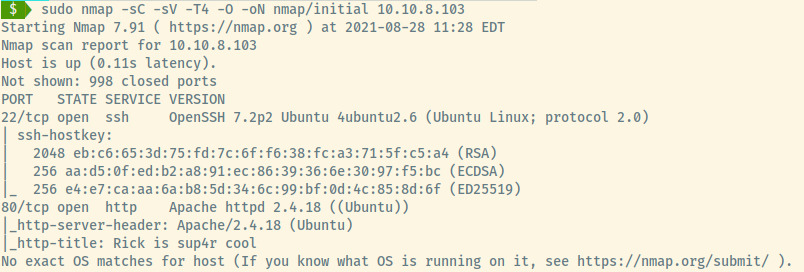 $ sudo nmap -sC -sV -T4 -O -oN nmap/initial 10.10.8.103
Starting Nmap 7.91 ( https://nmap.org ) at 2021-08-28 11:28 EDT
Nmap scan report for 10.10.8.103
Host is up (0.11s latency).
Not shown: 998 closed ports
PORT   STATE SERVICE VERSION
22/tcp open  ssh     OpenSSH 7.2p2 Ubuntu 4ubuntu2.6 (Ubuntu Linux; protocol 2.0)
| ssh-hostkey:
|   2048 eb:c6:65:3d:75:fd:7c:6f:f6:38:fc:a3:71:5f:c5:a4 (RSA)
|   256 aa:d5:0f:ed:b2:a8:91:ec:86:39:36:6e:30:97:f5:bc (ECDSA)
|_  256 e4:e7:ca:aa:6a:b8:5d:34:6c:99:bf:0d:4c:85:8d:6f (ED25519)
80/tcp open  http    Apache httpd 2.4.18 ((Ubuntu))
|_http-server-header: Apache/2.4.18 (Ubuntu)
|_http-title: Rick is sup4r cool
No exact OS matches for host (If you know what OS is running on it, see https://nmap.org/submit/ ).